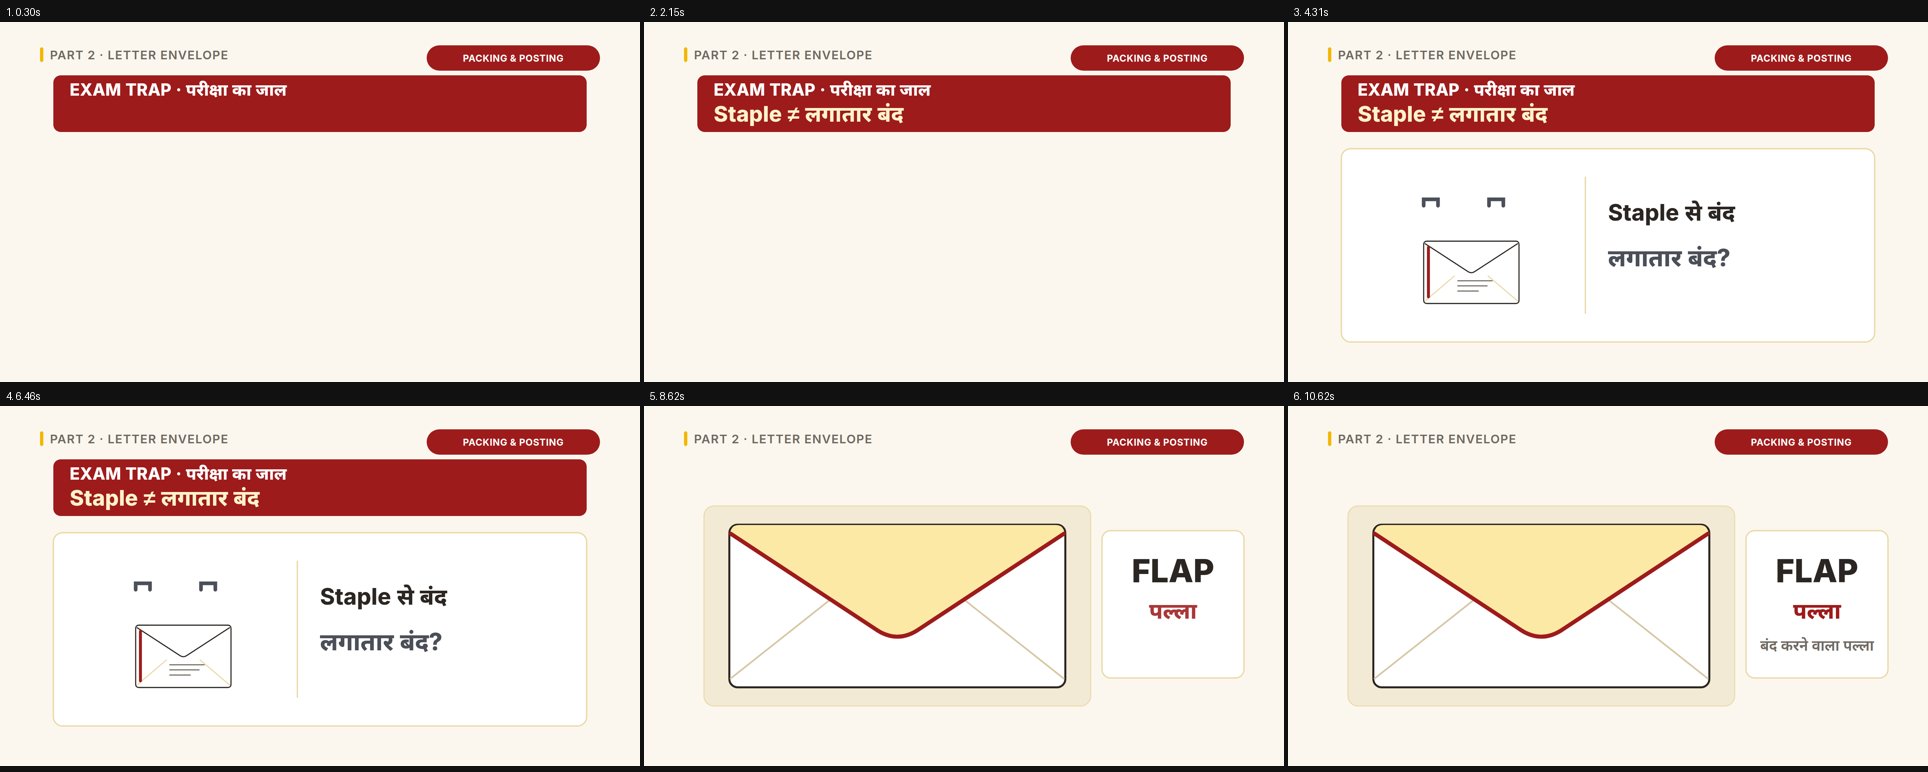 1. 0.30s
PART 2 · LETTER ENVELOPE
PACKING & POSTING
EXAM TRAP · परीक्षा का जाल
2. 2.15s
PART 2 · LETTER ENVELOPE
PACKING & POSTING
EXAM TRAP · परीक्षा का जाल
Staple ≠ लगातार बंद
3. 4.31s
PART 2 · LETTER ENVELOPE
PACKING & POSTING
EXAM TRAP · परीक्षा का जाल
Staple ≠ लगातार बंद
Staple से बंद
लगातार बंद?
4. 6.46s
PART 2 · LETTER ENVELOPE
PACKING & POSTING
EXAM TRAP · परीक्षा का जाल
Staple ≠ लगातार बंद
Staple से बंद
लगातार बंद?
5. 8.62s
PART 2 · LETTER ENVELOPE
PACKING & POSTING
FLAP
पल्ला
6. 10.62s
PART 2 · LETTER ENVELOPE
PACKING & POSTING
FLAP
पल्ला
बंद करने वाला पल्ला